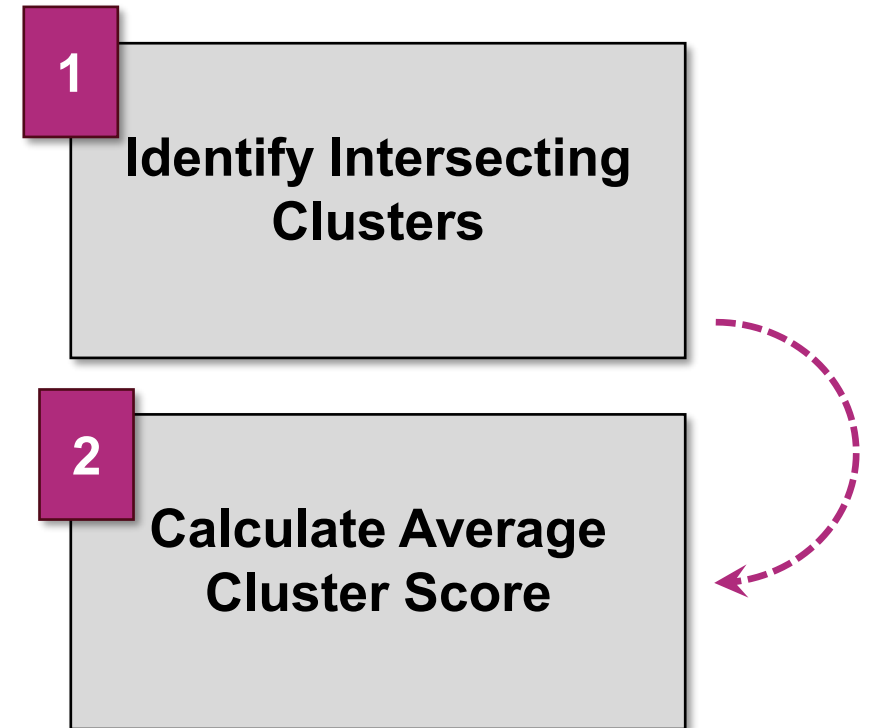 1
Identify Intersecting
Clusters
2
Calculate Average
Cluster Score